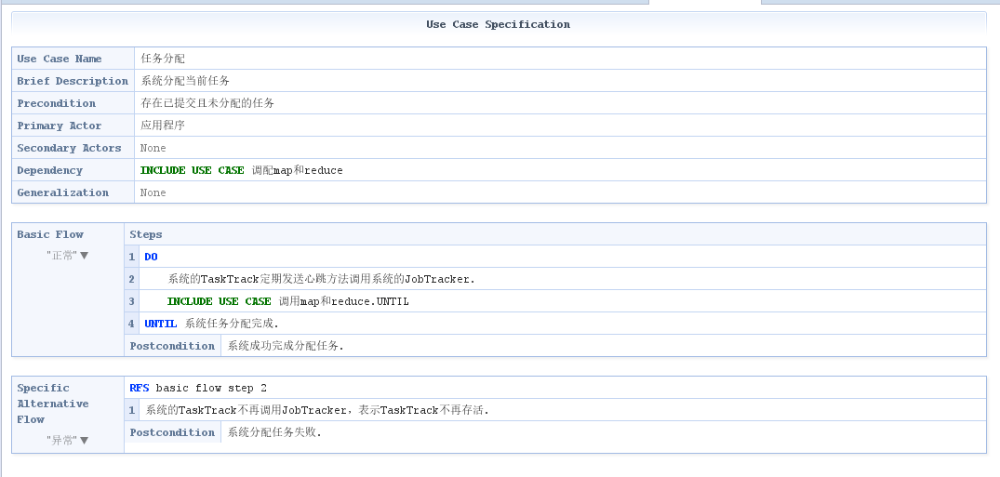 Use Case Specification
Use Case Name 任务分配
Brief Description 系统分配当前任务
Precondition 存在已提交且未分配的任务
Primary Actor 应用程序
Secondary Actors None
Dependency INCLUDE USE CASE 调配map和reduce
Generalization None
Basic Flow Steps
"正常"▼
1 DO
2 系统的TaskTrack定期发送心跳方法调用系统的JobTracker.
3 INCLUDE USE CASE 调用map和reduce.UNTIL
4 UNTIL 系统任务分配完成.
Postcondition 系统成功完成分配任务.
Specific
Alternative
Flow
"异常"▼
RFS basic flow step 2
1 系统的TaskTrack不再调用JobTracker，表示TaskTrack不再存活.
Postcondition 系统分配任务失败.